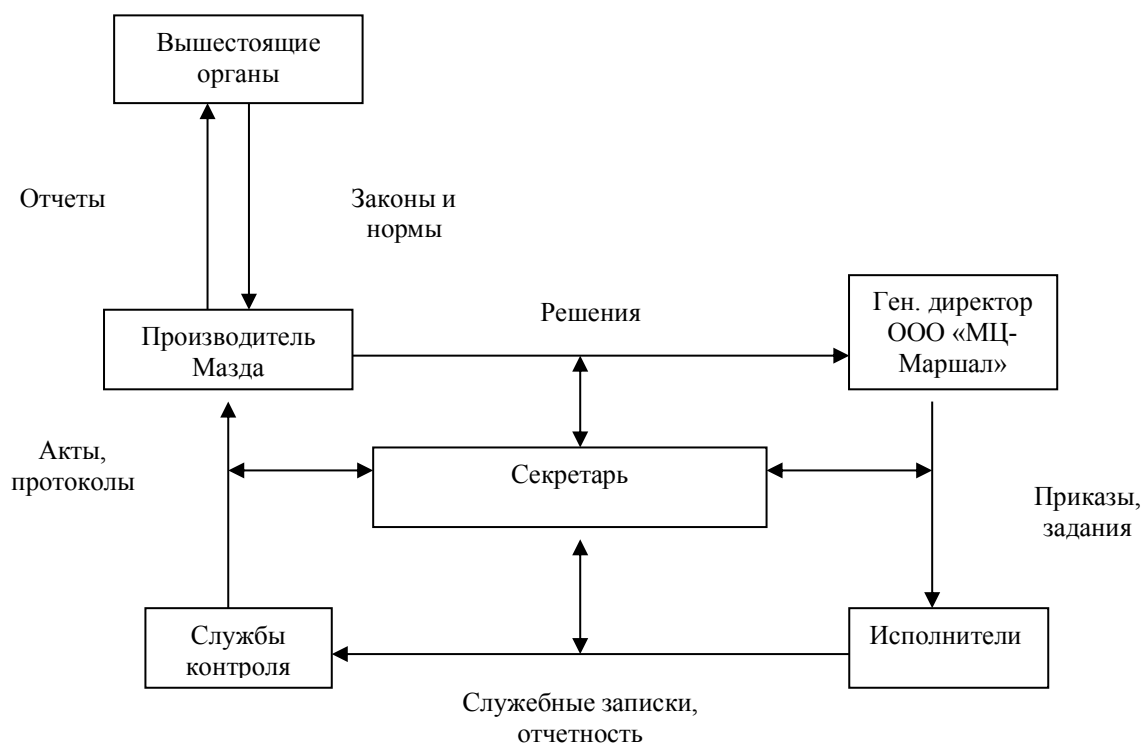 Вышестоящие
органы
Отчеты
Законы и
нормы
Производитель
Мазда
Решения
Ген. директор
ООО «МЦ-
Маршал»
Акты,
протоколы
Секретарь
Приказы,
задания
Службы
контроля
Исполнители
Служебные записки,
отчетность